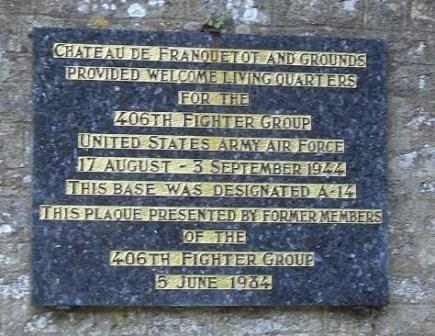 CHATEAU DE FRANQUETOT AND GROUNDS
PROVIDED WELCOME LIVING QUARTERS
FOR THE
406TH FIGHTER GROUP
UNITED STATES ARMY AIR FORCE
17 AUGUST - 3 SEPTEMBER 1944
THIS BASE WAS DESIGNATED A-14
THIS PLAQUE PRESENTED BY FORMER MEMBERS
OF THE
406TH FIGHTER GROUP
5 JUNE 1984